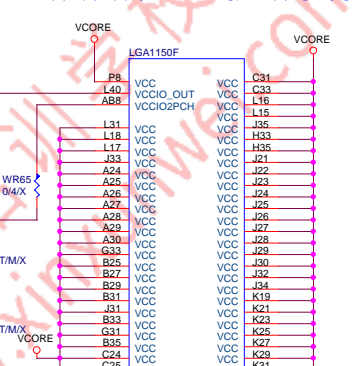 VCORE
VCORE
LGA1150F
P8 VCC VCC C31
L40 VCCIO_OUT VCC C33
AB8 VCCIO2PCH VCC L16
VCC L15
L31 VCC VCC J35
L18 VCC VCC H33
L17 VCC VCC H35
J33 VCC VCC J21
A24 VCC VCC J22
WR65 A25 VCC VCC J23
0/4/X A26 VCC VCC J24
A27 VCC VCC J25
A28 VCC VCC J26
A29 VCC VCC J27
A30 VCC VCC J28
T/M/X G33 VCC VCC J29
B25 VCC VCC J30
B27 VCC VCC J32
B29 VCC VCC J34
B31 VCC VCC K19
J31 VCC VCC K21
B33 VCC VCC K23
T/M/X G31 VCC VCC K25
VCORE B35 VCC VCC K27
C24 VCC VCC K29
C25 K31